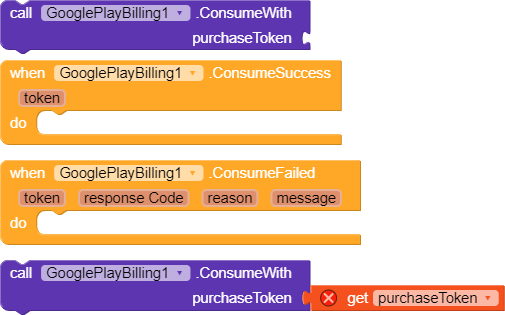 call GooglePlayBilling1 .ConsumeWith
purchaseToken
when GooglePlayBilling1 .ConsumeSuccess
token
do
when GooglePlayBilling1 .ConsumeFailed
token response Code reason message
do
call GooglePlayBilling1 .ConsumeWith
purchaseToken get purchaseToken